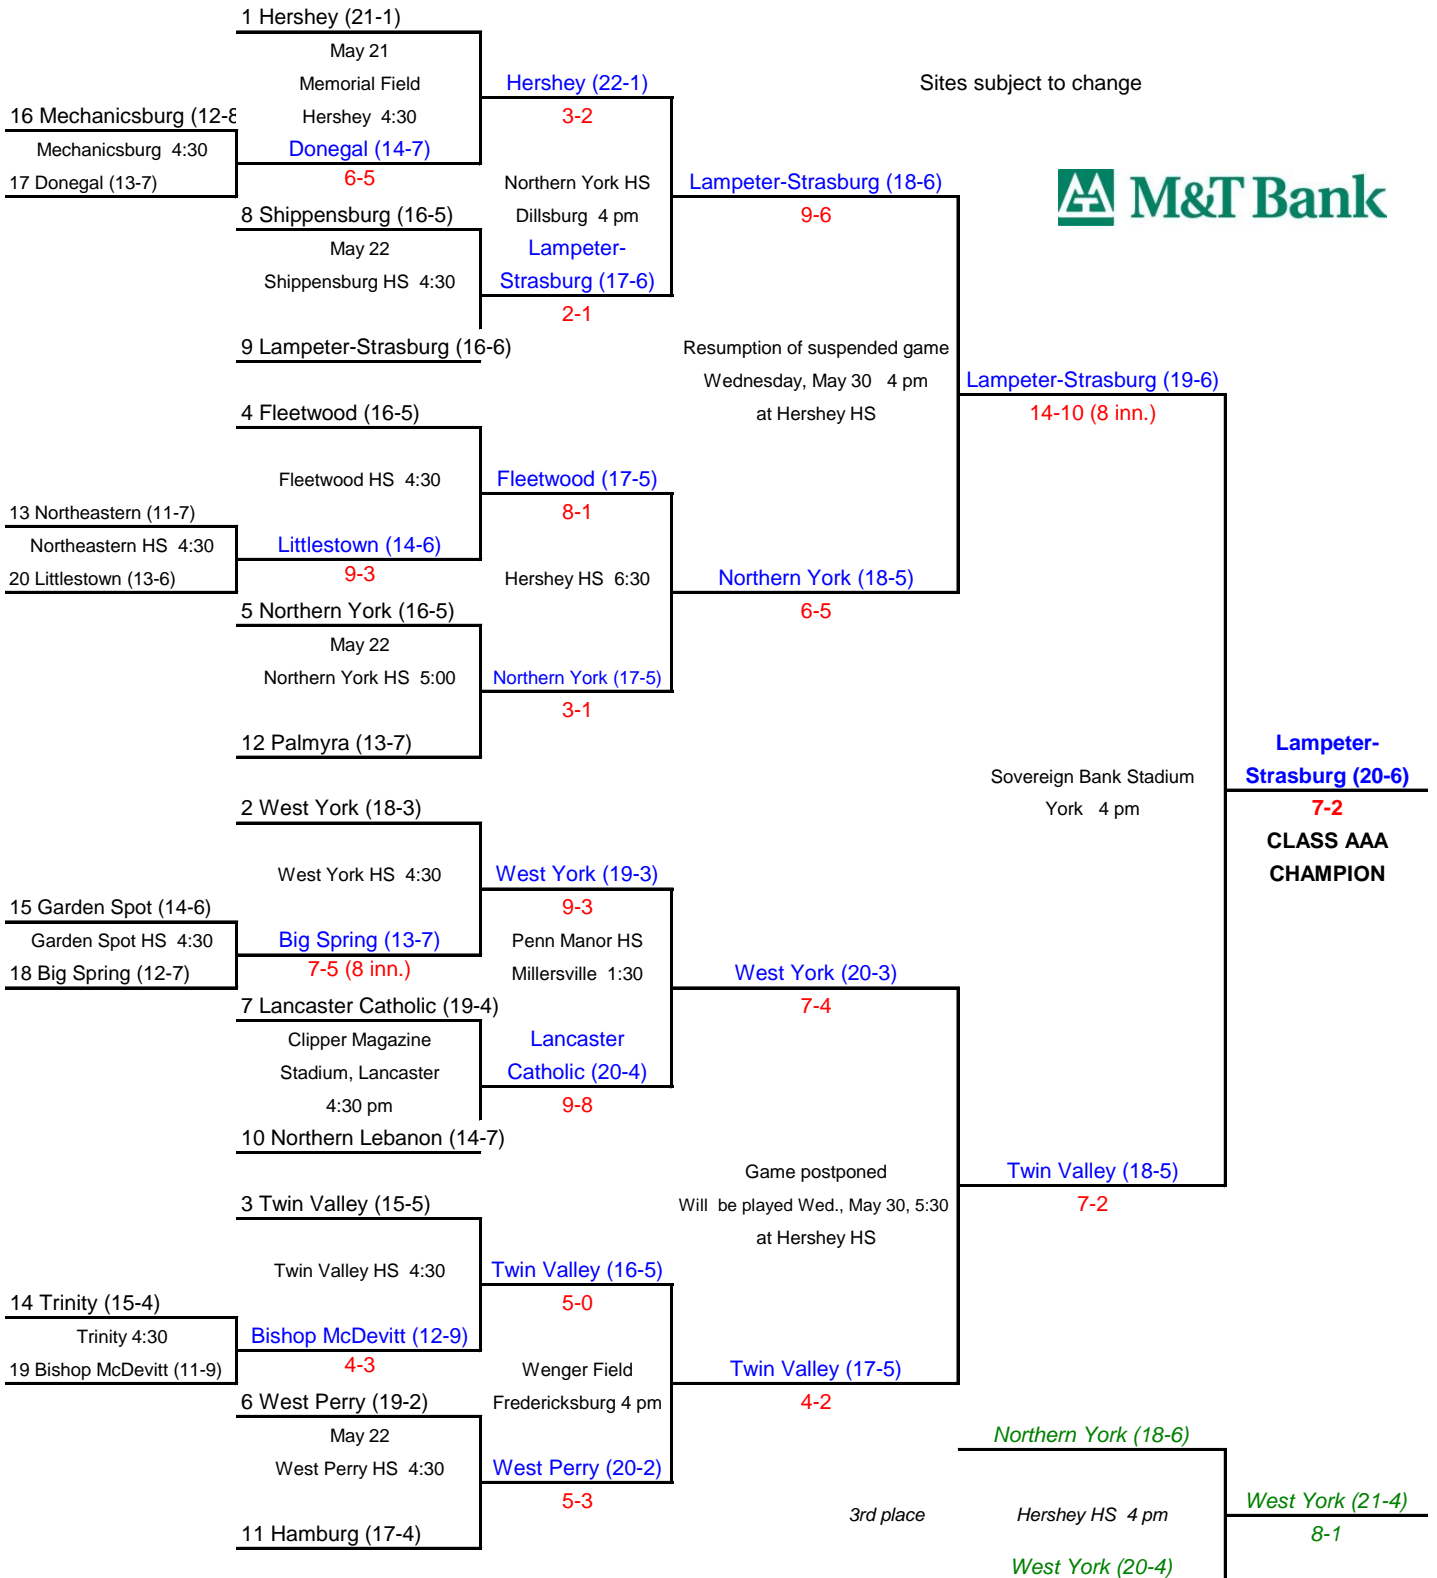 1 Hershey (21-1)
May 21
Memorial Field
Hershey (22-1)
Sites subject to change
16 Mechanicsburg (12-8
Hershey 4:30
3-2
Mechanicsburg 4:30
Donegal (14-7)
17 Donegal (13-7)
6-5
Northern York HS
Lampeter-Strasburg (18-6)
M&T Bank
8 Shippensburg (16-5)
Dillsburg 4 pm
9-6
May 22
Lampeter-
Shippensburg HS 4:30
Strasburg (17-6)
2-1
9 Lampeter-Strasburg (16-6)
Resumption of suspended game
Wednesday, May 30 4 pm
Lampeter-Strasburg (19-6)
4 Fleetwood (16-5)
at Hershey HS
14-10 (8 inn.)
Fleetwood HS 4:30
Fleetwood (17-5)
13 Northeastern (11-7)
8-1
Northeastern HS 4:30
Littlestown (14-6)
20 Littlestown (13-6)
9-3
Hershey HS 6:30
Northern York (18-5)
5 Northern York (16-5)
6-5
May 22
Northern York HS 5:00
Northern York (17-5)
3-1
12 Palmyra (13-7)
Lampeter-
Sovereign Bank Stadium
Strasburg (20-6)
2 West York (18-3)
York 4 pm
7-2
CLASS AAA
West York HS 4:30
West York (19-3)
CHAMPION
15 Garden Spot (14-6)
9-3
Garden Spot HS 4:30
Big Spring (13-7)
Penn Manor HS
18 Big Spring (12-7)
7-5 (8 inn.)
Millersville 1:30
West York (20-3)
7 Lancaster Catholic (19-4)
7-4
Clipper Magazine
Lancaster
Stadium, Lancaster
Catholic (20-4)
4:30 pm
9-8
10 Northern Lebanon (14-7)
Game postponed
Twin Valley (18-5)
3 Twin Valley (15-5)
Will be played Wed., May 30, 5:30
7-2
at Hershey HS
Twin Valley HS 4:30
Twin Valley (16-5)
14 Trinity (15-4)
5-0
Trinity 4:30
Bishop McDevitt (12-9)
19 Bishop McDevitt (11-9)
4-3
Wenger Field
Twin Valley (17-5)
6 West Perry (19-2)
Fredericksburg 4 pm
4-2
May 22
Northern York (18-6)
West Perry HS 4:30
West Perry (20-2)
5-3
3rd place
Hershey HS 4 pm
West York (21-4)
11 Hamburg (17-4)
8-1
West York (20-4)